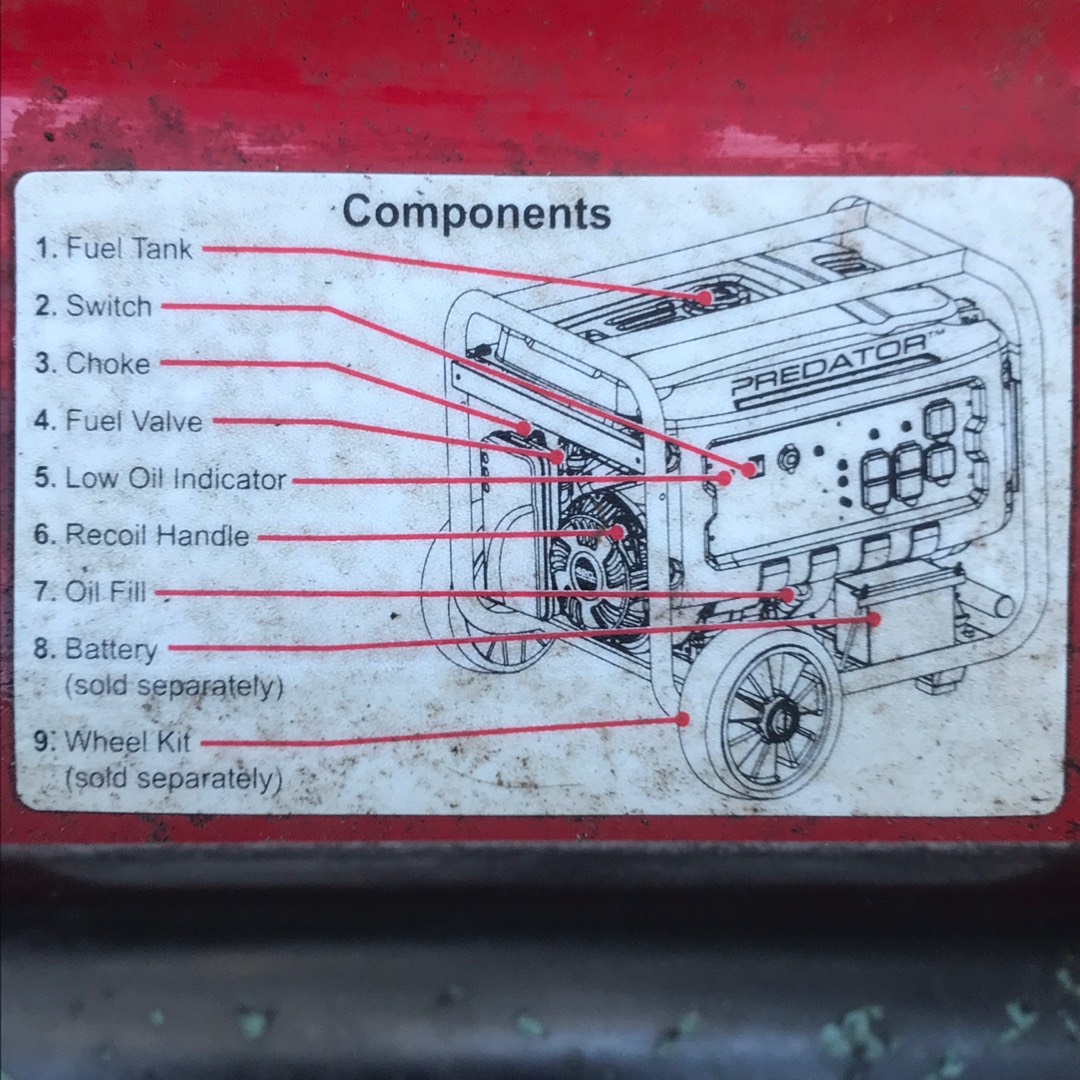 Components
1. Fuel Tank
2. Switch
3. Choke
4. Fuel Valve
5. Low Oil Indicator
6. Recoil Handle
7. Oil Fill
8. Battery
(sold separately)
9. Wheel Kit
(sold separately)
PREDATOR™